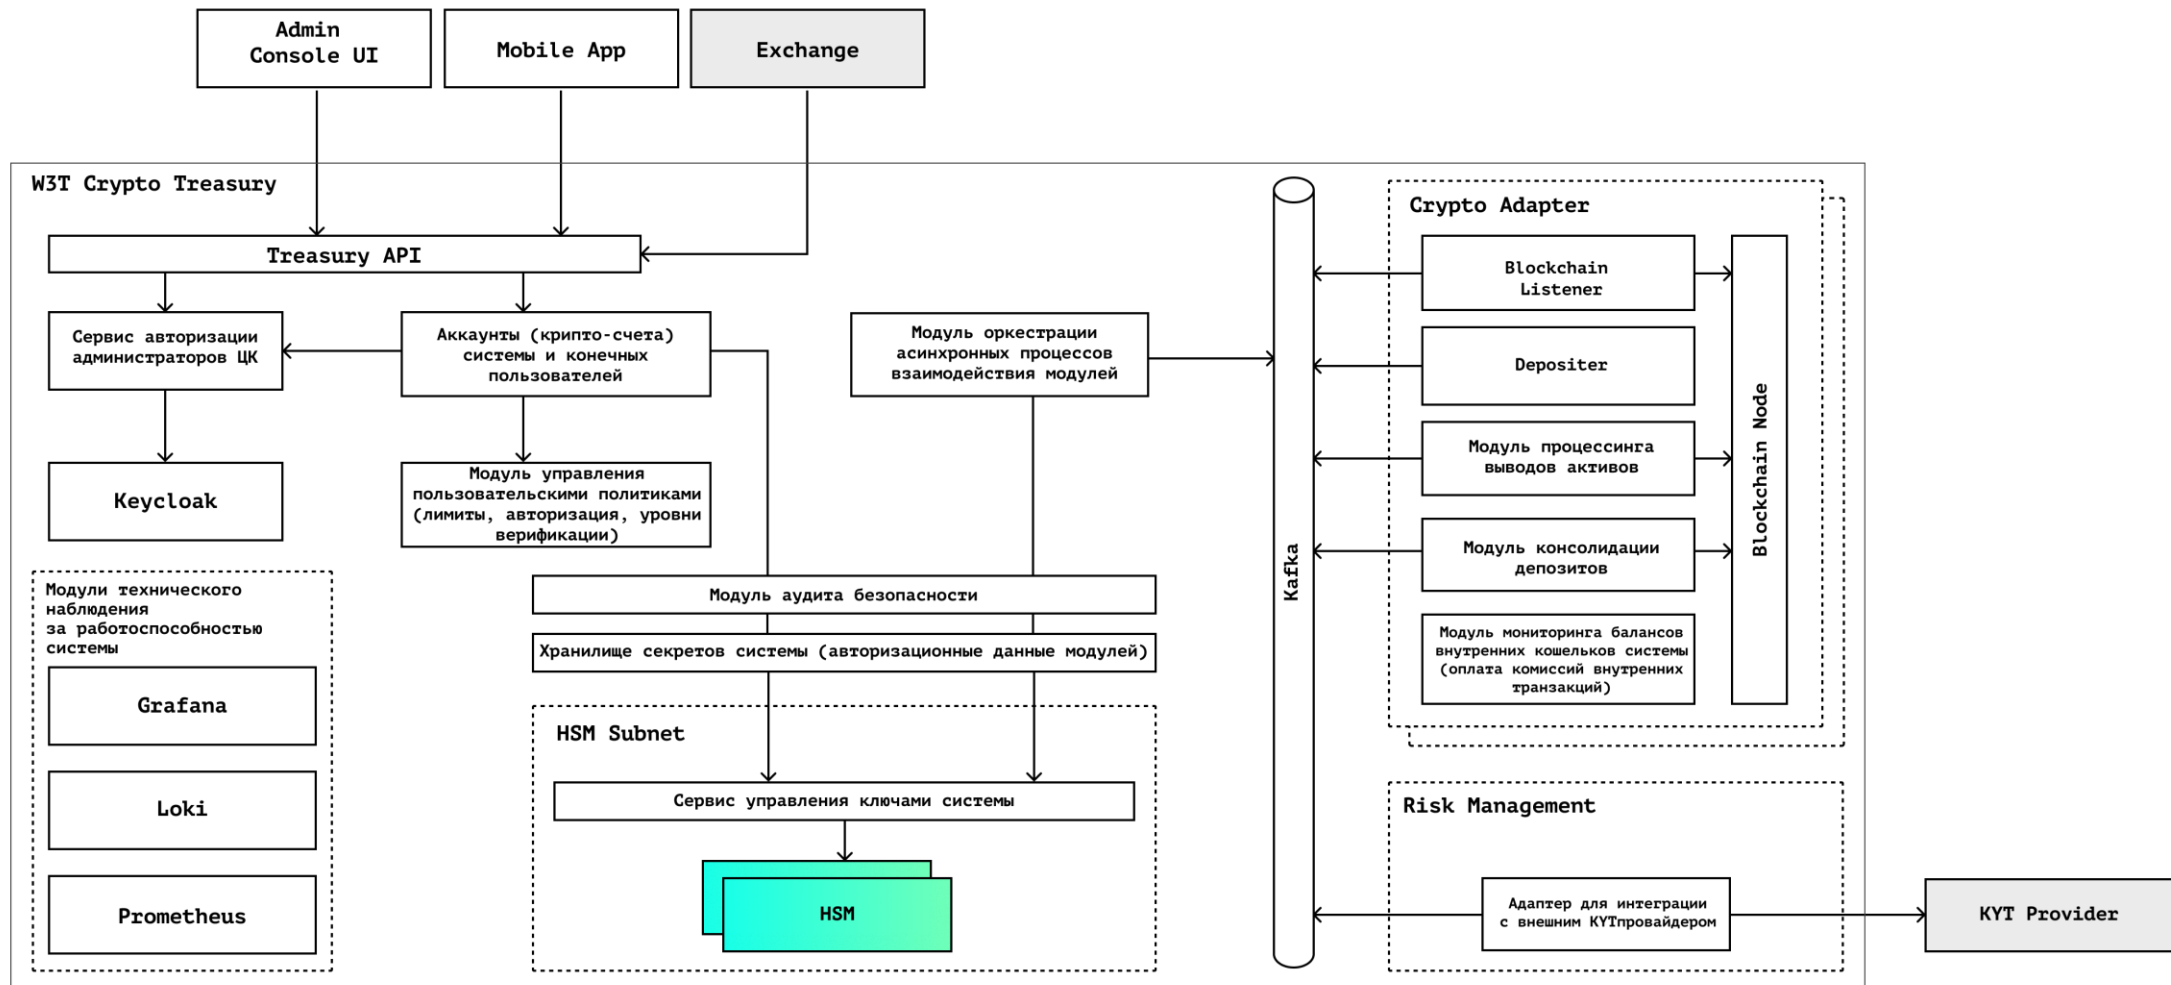 Admin
Console UI
Mobile App
Exchange
W3T Crypto Treasury
Treasury API
Сервис авторизации
администраторов ЦК
Аккаунты (крипто-счета)
системы и конечных
пользователей
Модуль оркестрации
асинхронных процессов
взаимодействия модулей
Keycloak
Модуль управления
пользовательскими политиками
(лимиты, авторизация, уровни
верификации)
Модули технического
наблюдения
за работоспособностью
системы
Grafana
Loki
Prometheus
Модуль аудита безопасности
Хранилище секретов системы (авторизационные данные модулей)
HSM Subnet
Сервис управления ключами системы
HSM
Kafka
Crypto Adapter
Blockchain
Listener
Depositer
Модуль процессинга
выводов активов
Модуль консолидации
депозитов
Модуль мониторинга балансов
внутренних кошельков системы
(оплата комиссий внутренних
транзакций)
Blockchain Node
Risk Management
Адаптер для интеграции
с внешним KYTпровайдером
KYT Provider